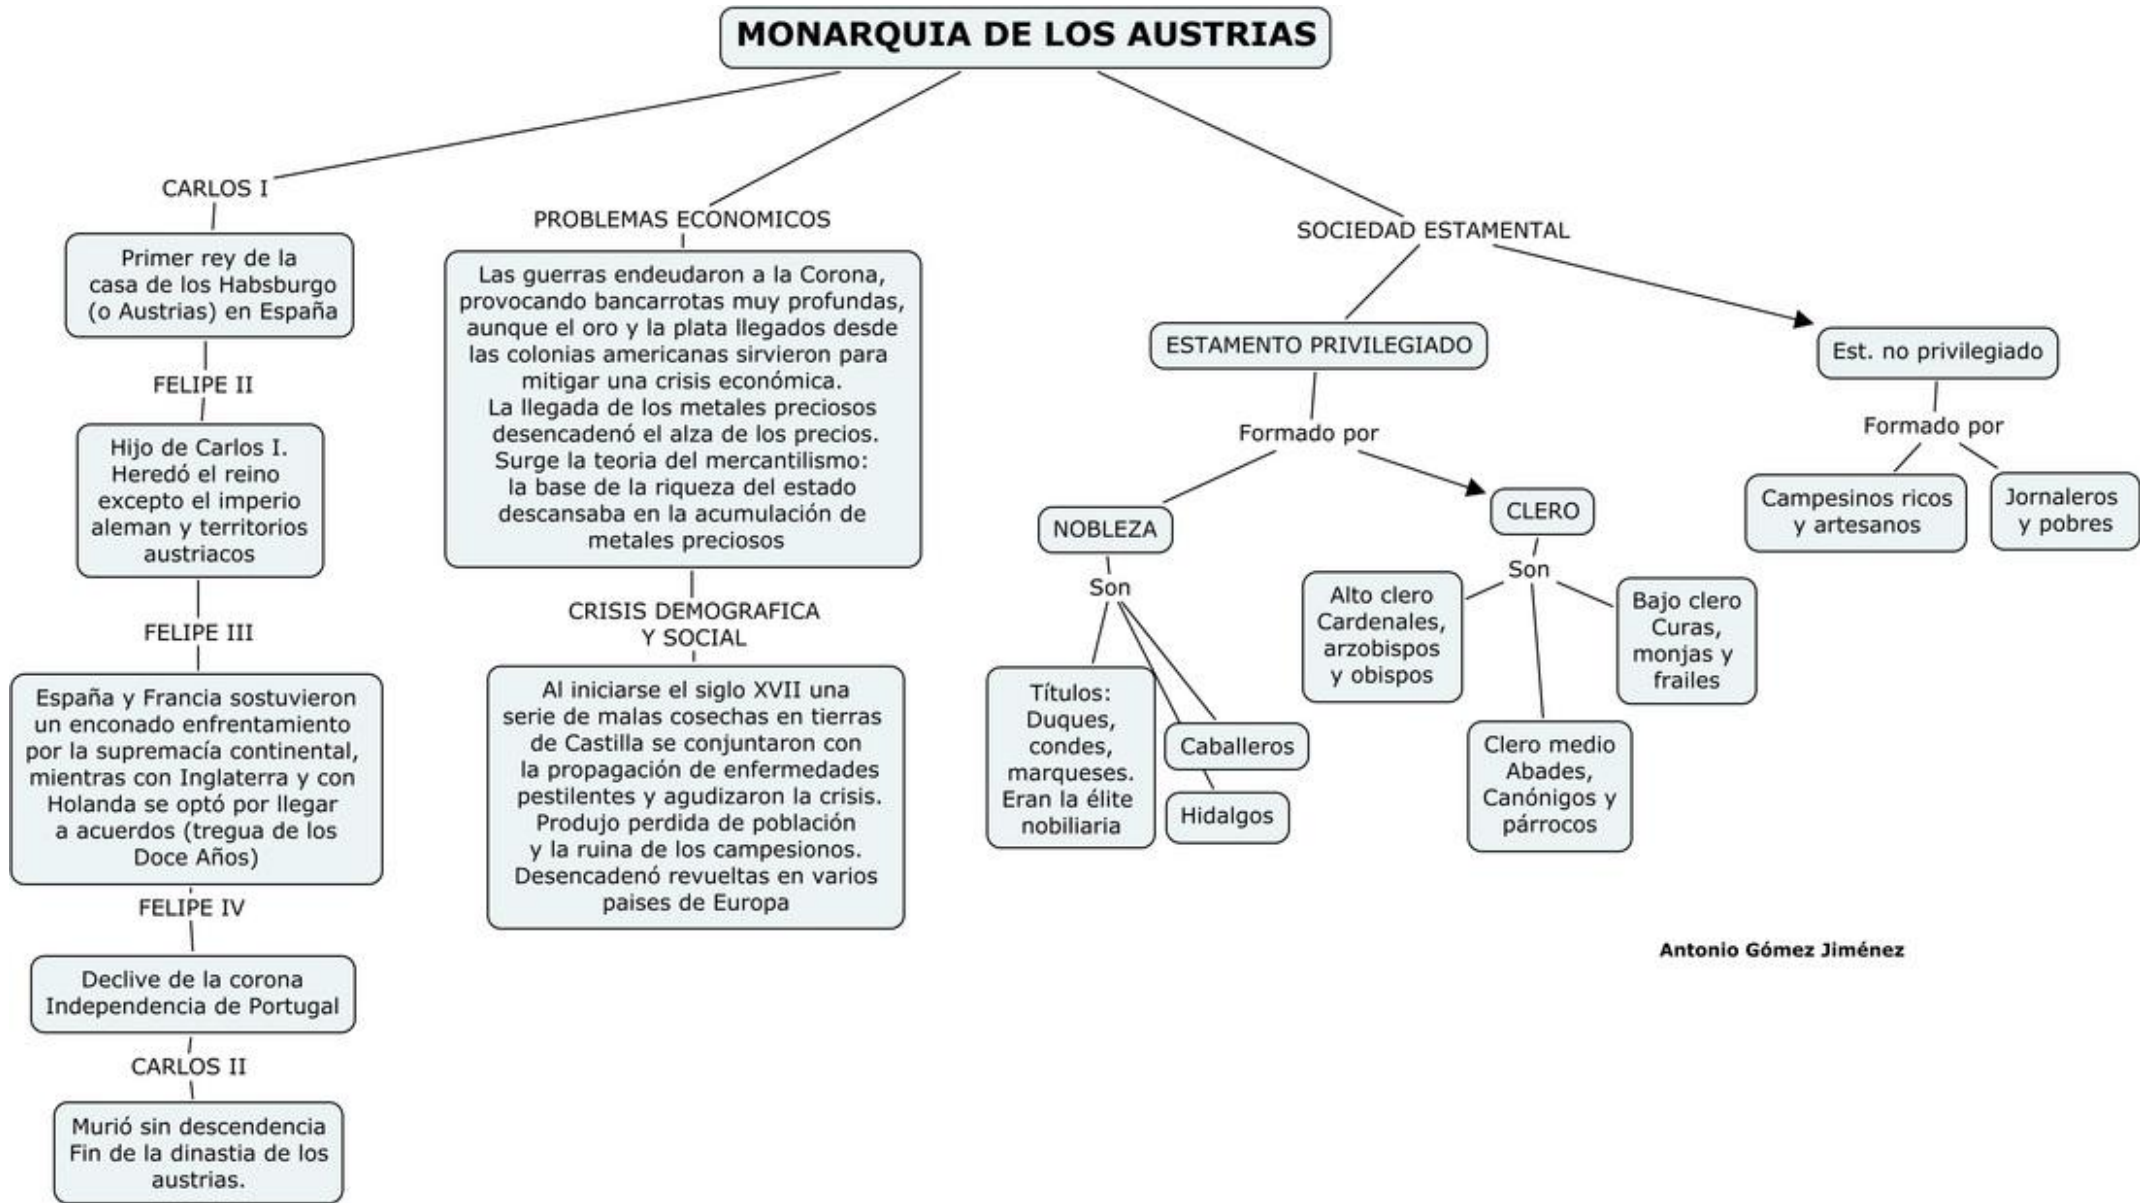 MONARQUIA DE LOS AUSTRIAS
CARLOS I
Primer rey de la
casa de los Habsburgo
(o Austrias) en España
FELIPE II
Hijo de Carlos I.
Heredó el reino
excepto el imperio
aleman y territorios
austriacos
FELIPE III
España y Francia sostuvieron
un enconado enfrentamiento
por la supremacía continental,
mientras con Inglaterra y con
Holanda se optó por llegar
a acuerdos (tregua de los
Doce Años)
FELIPE IV
Declive de la corona
Independencia de Portugal
CARLOS II
Murió sin descendencia
Fin de la dinastia de los
austrias.
PROBLEMAS ECONOMICOS
Las guerras endeudaron a la Corona,
provocando bancarrotas muy profundas,
aunque el oro y la plata llegados desde
las colonias americanas sirvieron para
mitigar una crisis económica.
La llegada de los metales preciosos
desencadenó el alza de los precios.
Surge la teoria del mercantilismo:
la base de la riqueza del estado
descansaba en la acumulación de
metales preciosos
CRISIS DEMOGRAFICA
Y SOCIAL
Al iniciarse el siglo XVII una
serie de malas cosechas en tierras
de Castilla se conjuntaron con
la propagación de enfermedades
pestilentes y agudizaron la crisis.
Produjo perdida de población
y la ruina de los campesionos.
Desencadenó revueltas en varios
paises de Europa
SOCIEDAD ESTAMENTAL
ESTAMENTO PRIVILEGIADO
Formado por
NOBLEZA
Son
Títulos:
Duques,
condes,
marqueses.
Eran la élite
nobiliaria
Caballeros
Hidalgos
CLERO
Son
Alto clero
Cardenales,
arzobispos
y obispos
Clero medio
Abades,
Canónigos y
párrocos
Bajo clero
Curas,
monjas y
frailes
Est. no privilegiado
Formado por
Campesinos ricos
y artesanos
Jornaleros
y pobres
Antonio Gómez Jiménez